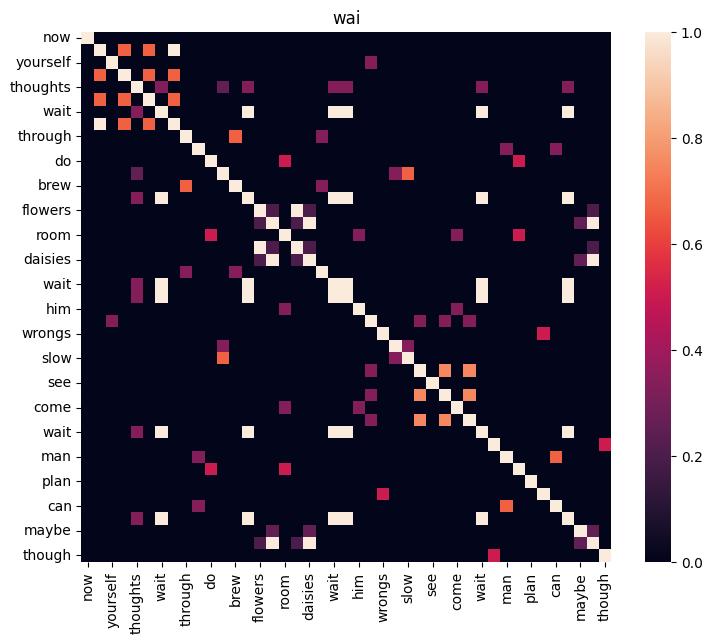 wai
now
yourself
thoughts
wait
through
do
brew
flowers
room
daisies
wait
him
wrongs
slow
see
come
wait
man
plan
can
maybe
though
now
yourself
thoughts
wait
through
do
brew
flowers
room
daisies
wait
him
wrongs
slow
see
come
wait
man
plan
can
maybe
though
1.0
0.8
0.6
0.4
0.2
0.0